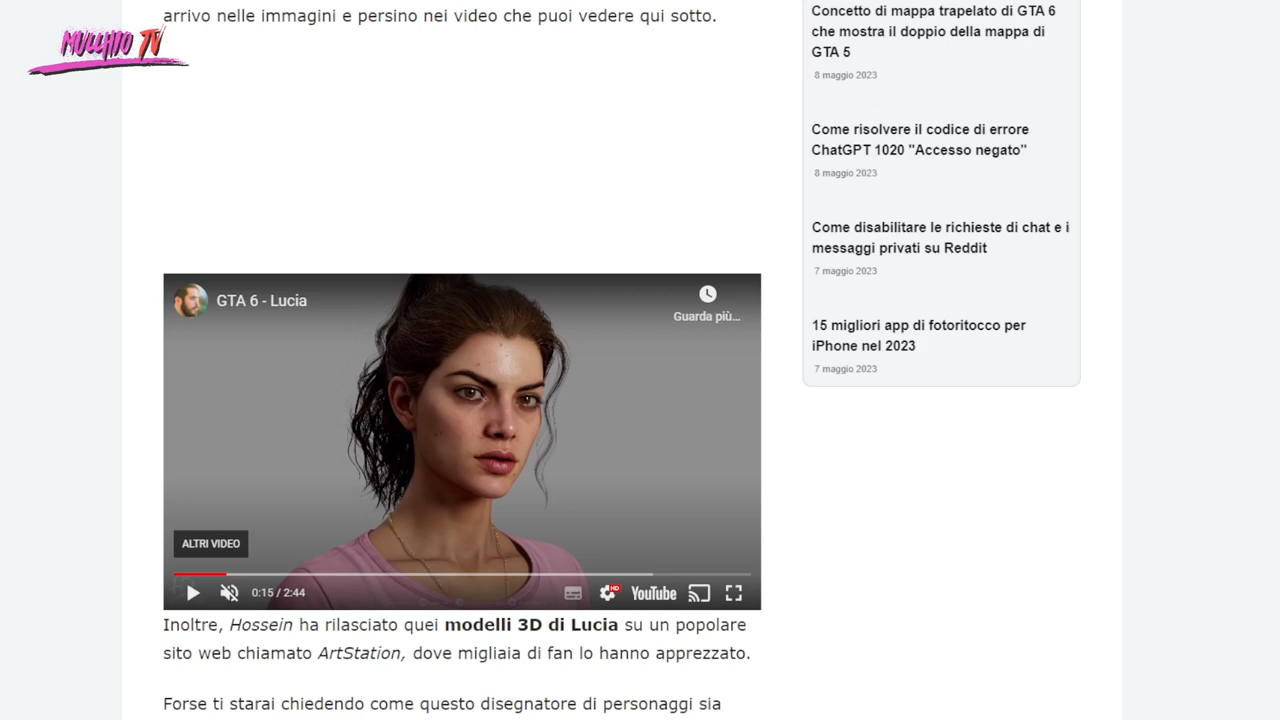 arrivo nelle immagini e persino nei video che puoi vedere qui sotto.
MUCCHIO TV
GTA 6 - Lucia
Guarda più...
ALTRI VIDEO
0:15 / 2:44
HD
YouTube
Inoltre, Hossein ha rilasciato quei modelli 3D di Lucia su un popolare
sito web chiamato ArtStation, dove migliaia di fan lo hanno apprezzato.
Forse ti starai chiedendo come questo disegnatore di personaggi sia
Concetto di mappa trapelato di GTA 6
che mostra il doppio della mappa di
GTA 5
8 maggio 2023
Come risolvere il codice di errore
ChatGPT 1020 "Accesso negato"
8 maggio 2023
Come disabilitare le richieste di chat e i
messaggi privati su Reddit
7 maggio 2023
15 migliori app di fotoritocco per
iPhone nel 2023
7 maggio 2023